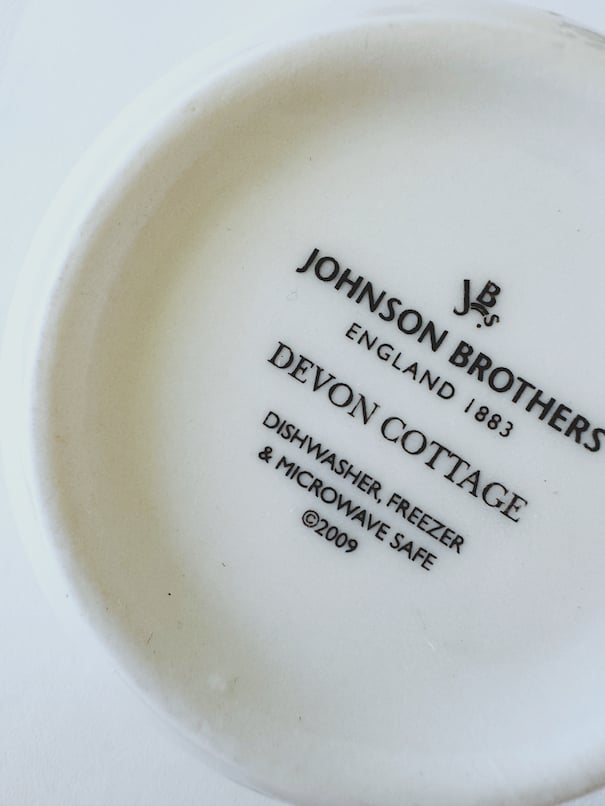 JBS
JOHNSON BROTHERS
ENGLAND 1883
DEVON COTTAGE
DISHWASHER, FREEZER
& MICROWAVE SAFE
©2009